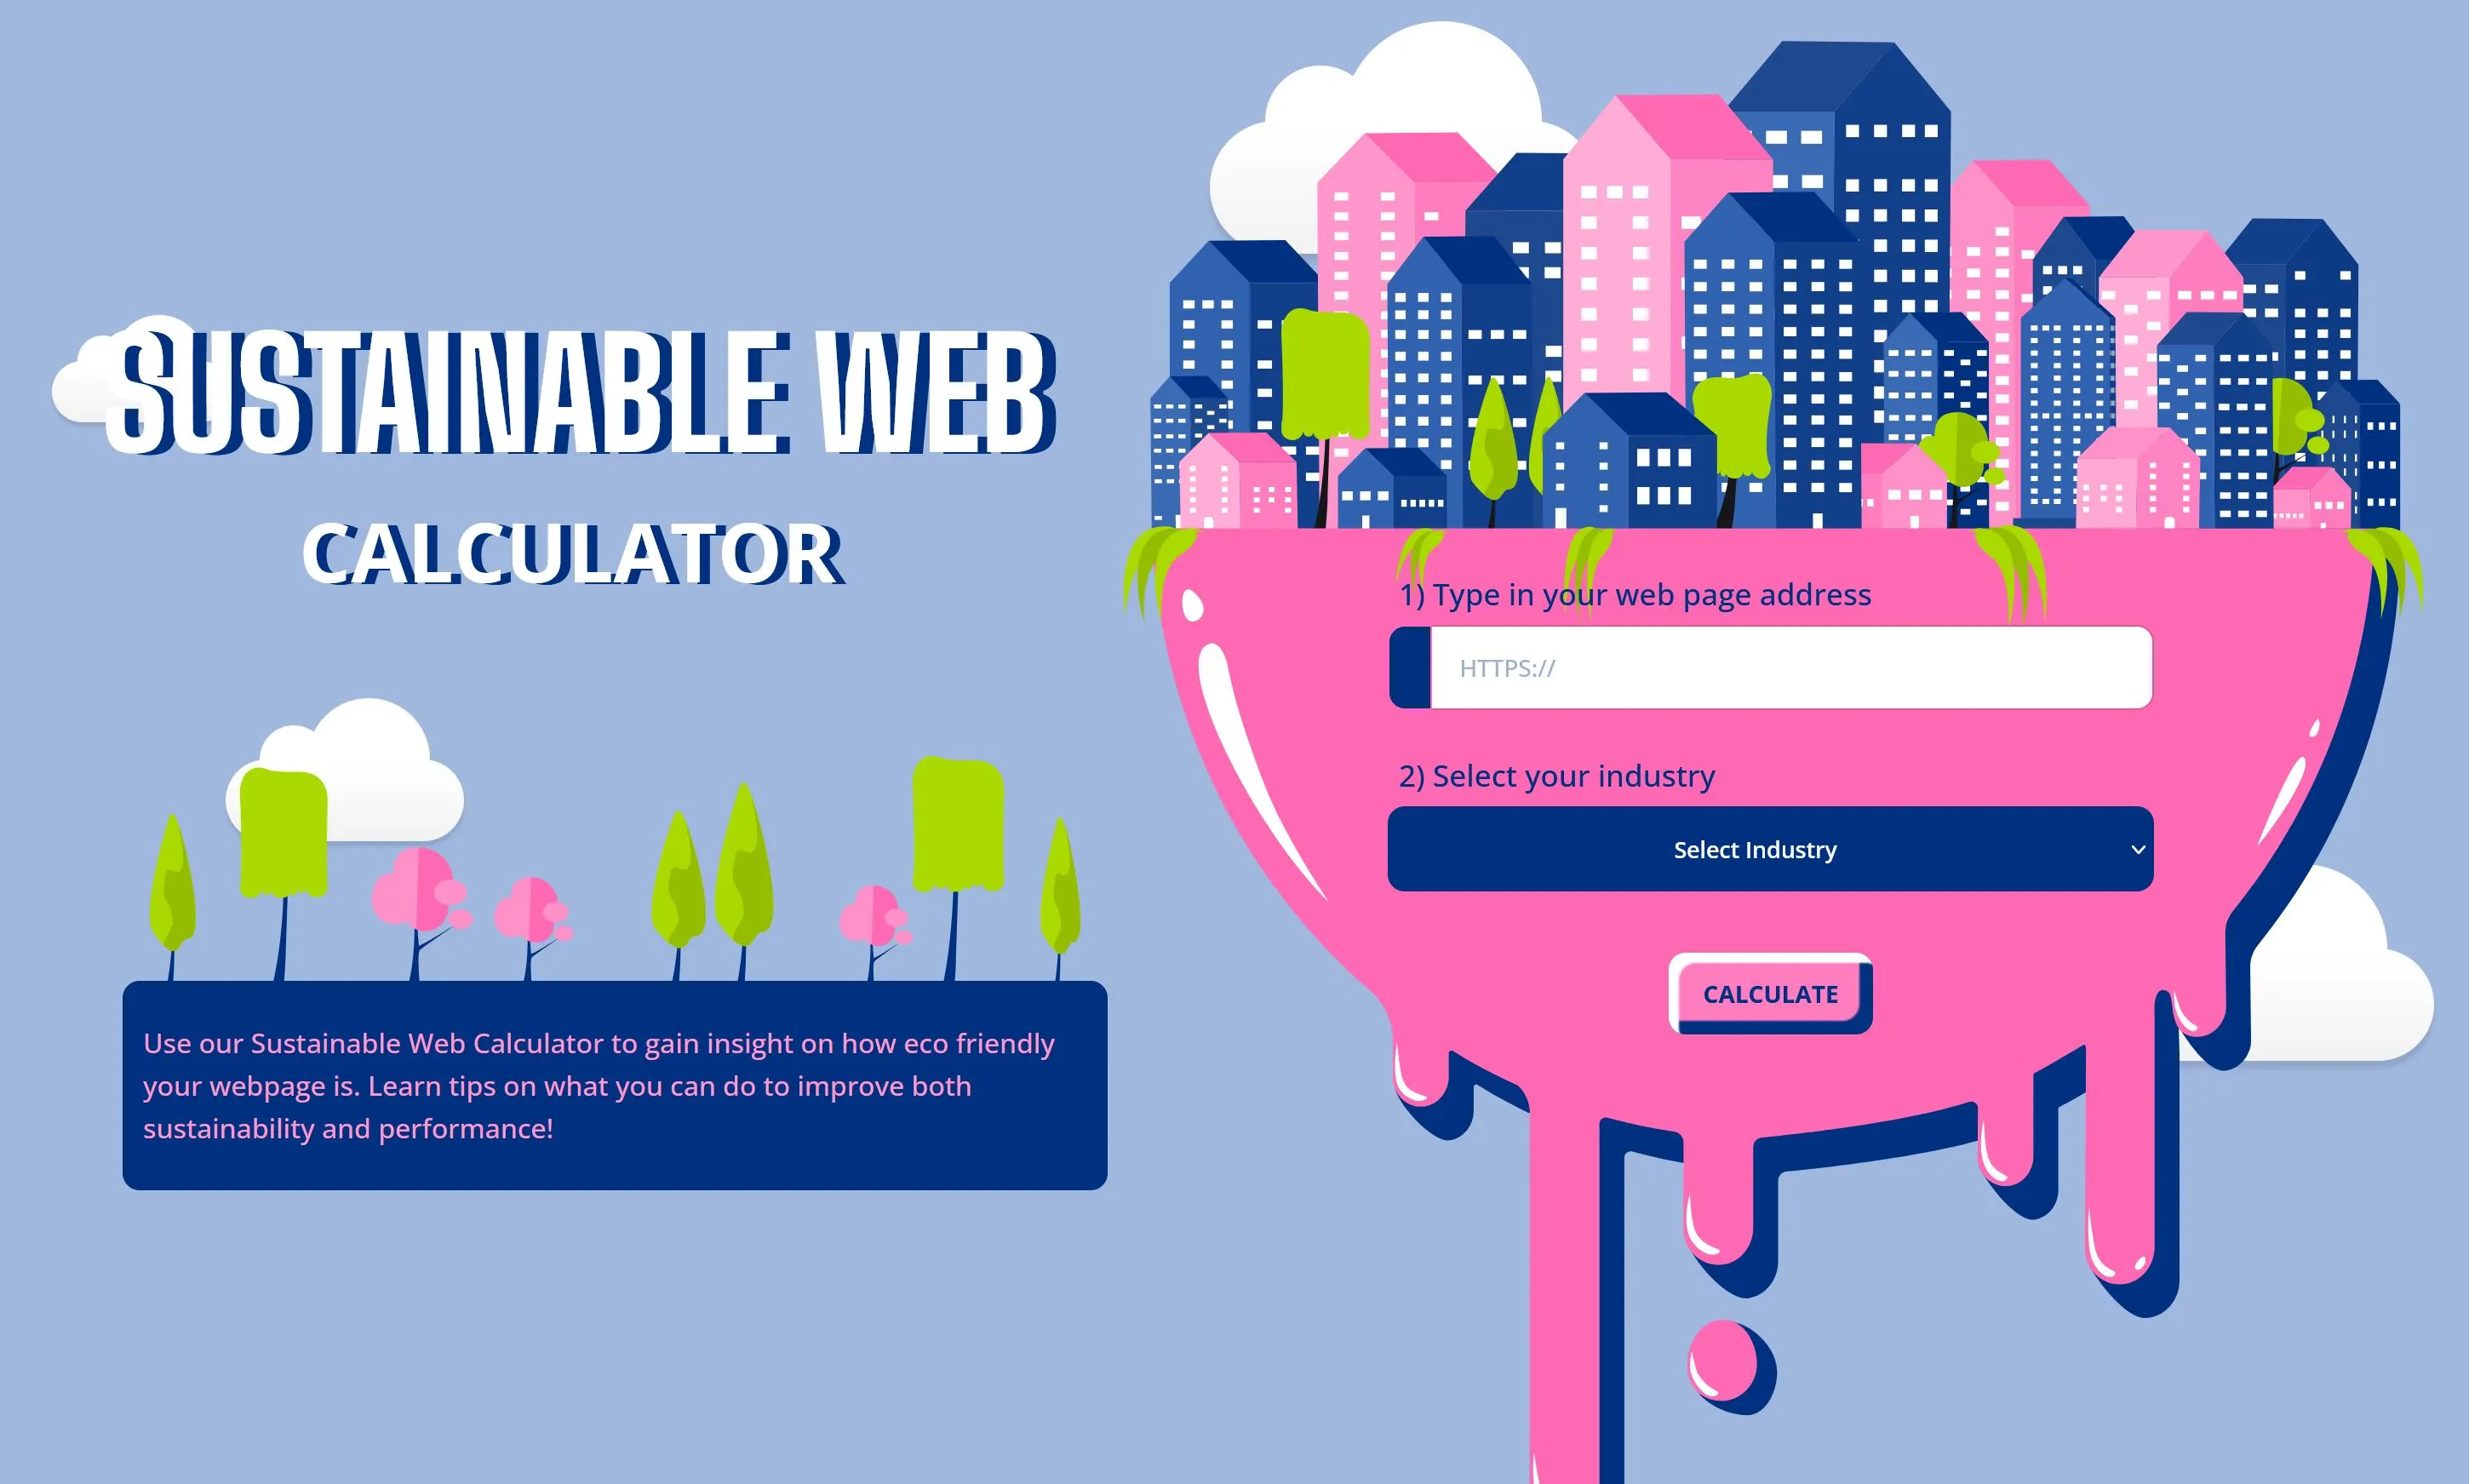 SUSTAINABLE WEB
CALCULATOR
Use our Sustainable Web Calculator to gain insight on how eco friendly
your webpage is. Learn tips on what you can do to improve both
sustainability and performance!
1) Type in your web page address
HTTPS://
2) Select your industry
Select Industry
CALCULATE